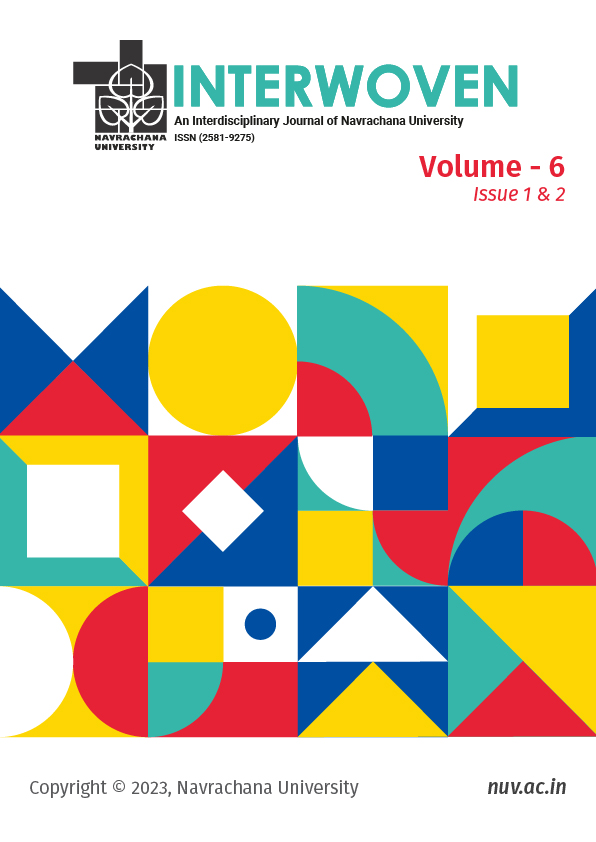 INTERWOVEN
An Interdisciplinary Journal of Navrachana University
ISSN (2581-9275)
NAVRACHANA
UNIVERSITY
Volume - 6
Issue 1 & 2
Copyright © 2023, Navrachana University
nuv.ac.in